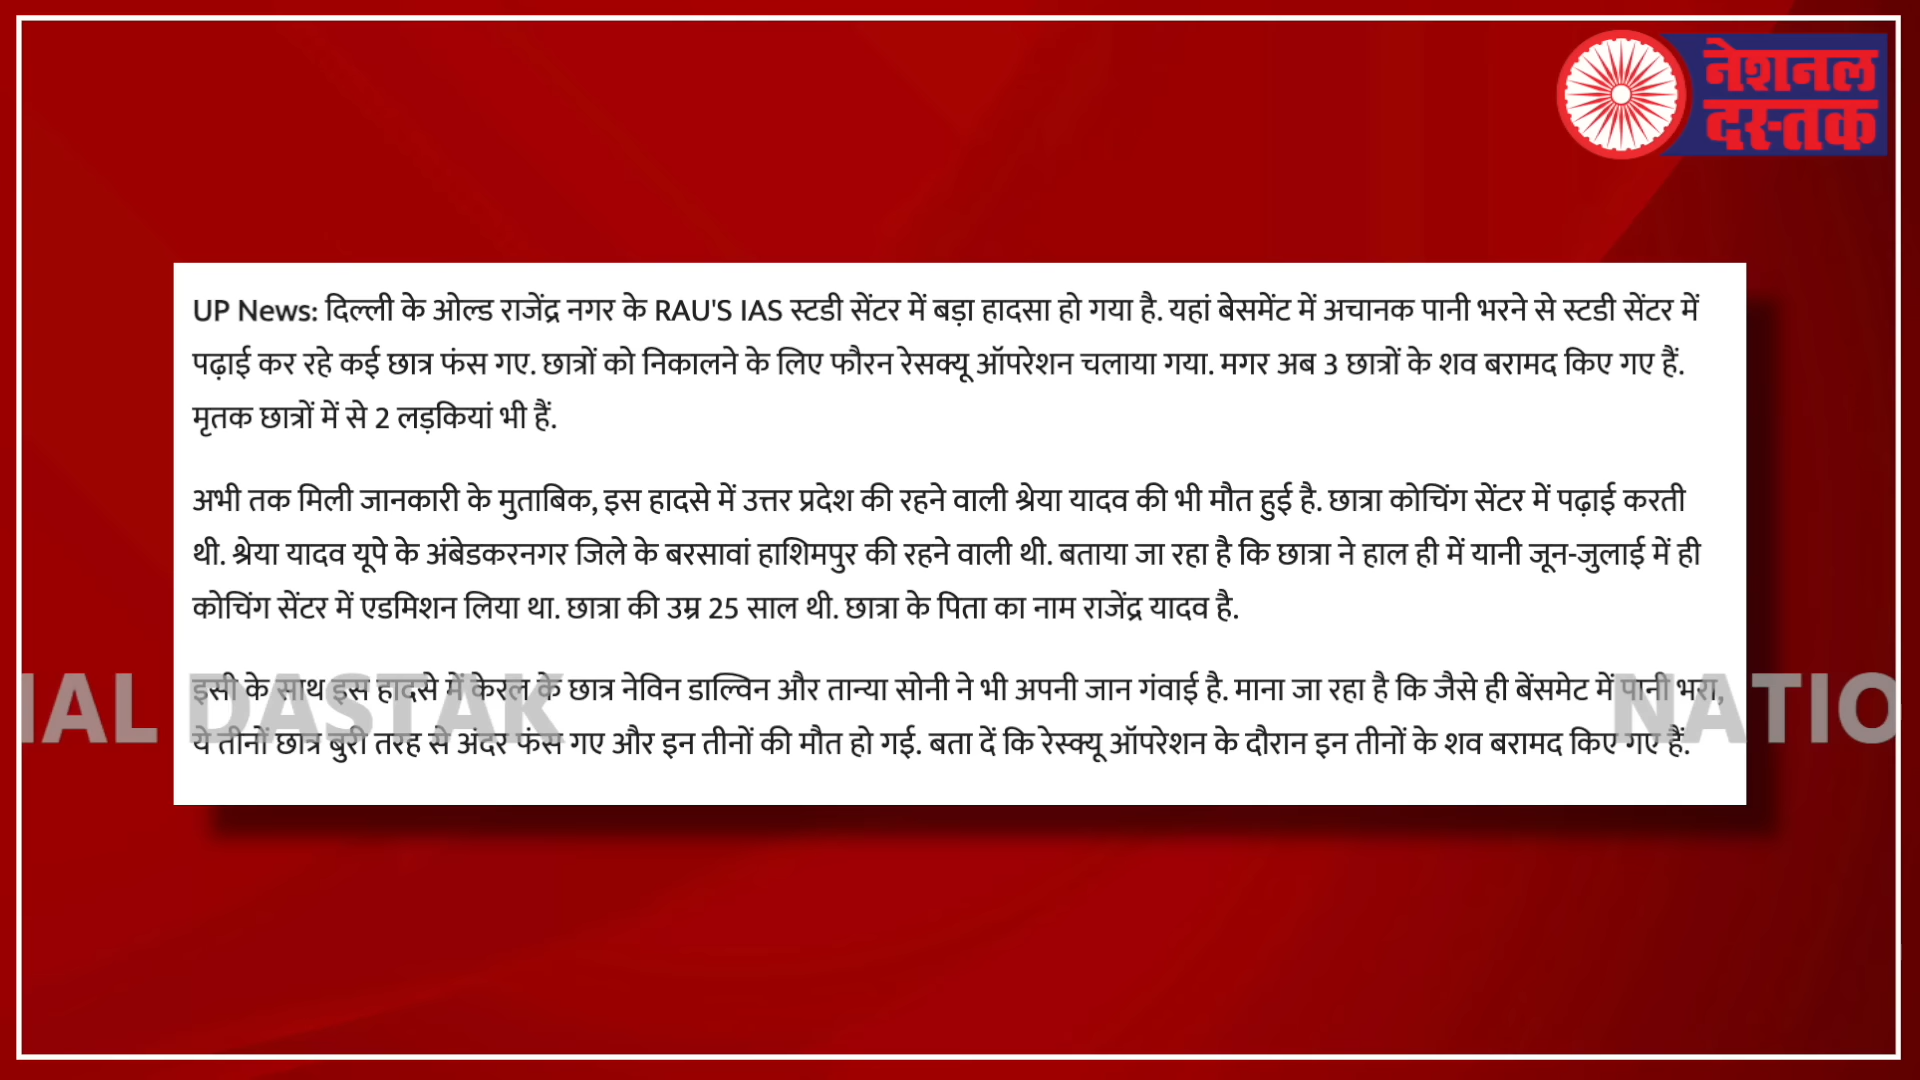 नेशनल
दस्तक
UP News: दिल्ली के ओल्ड राजेंद्र नगर के RAU'S IAS स्टडी सेंटर में बड़ा हादसा हो गया है. यहां बेसमेंट में अचानक पानी भरने से स्टडी सेंटर में
पढ़ाई कर रहे कई छात्र फंस गए. छात्रों को निकालने के लिए फौरन रेसक्यू ऑपरेशन चलाया गया. मगर अब 3 छात्रों के शव बरामद किए गए हैं.
मृतक छात्रों में से 2 लड़कियां भी हैं.
अभी तक मिली जानकारी के मुताबिक, इस हादसे में उत्तर प्रदेश की रहने वाली श्रेया यादव की भी मौत हुई है. छात्रा कोचिंग सेंटर में पढ़ाई करती
थी. श्रेया यादव यूपे के अंबेडकरनगर जिले के बरसावां हाशिमपुर की रहने वाली थी. बताया जा रहा है कि छात्रा ने हाल ही में यानी जून-जुलाई में ही
कोचिंग सेंटर में एडमिशन लिया था. छात्रा की उम्र 25 साल थी. छात्रा के पिता का नाम राजेंद्र यादव है.
इसी के साथ इस हादसे में केरल के छात्र नेविन डाल्विन और तान्या सोनी ने भी अपनी जान गंवाई है. माना जा रहा है कि जैसे ही बेंसमेट में पानी भरा,
ये तीनों छात्र बुरी तरह से अंदर फंस गए और इन तीनों की मौत हो गई. बता दें कि रेस्क्यू ऑपरेशन के दौरान इन तीनों के शव बरामद किए गए हैं.
NAL DASTAK NATIO